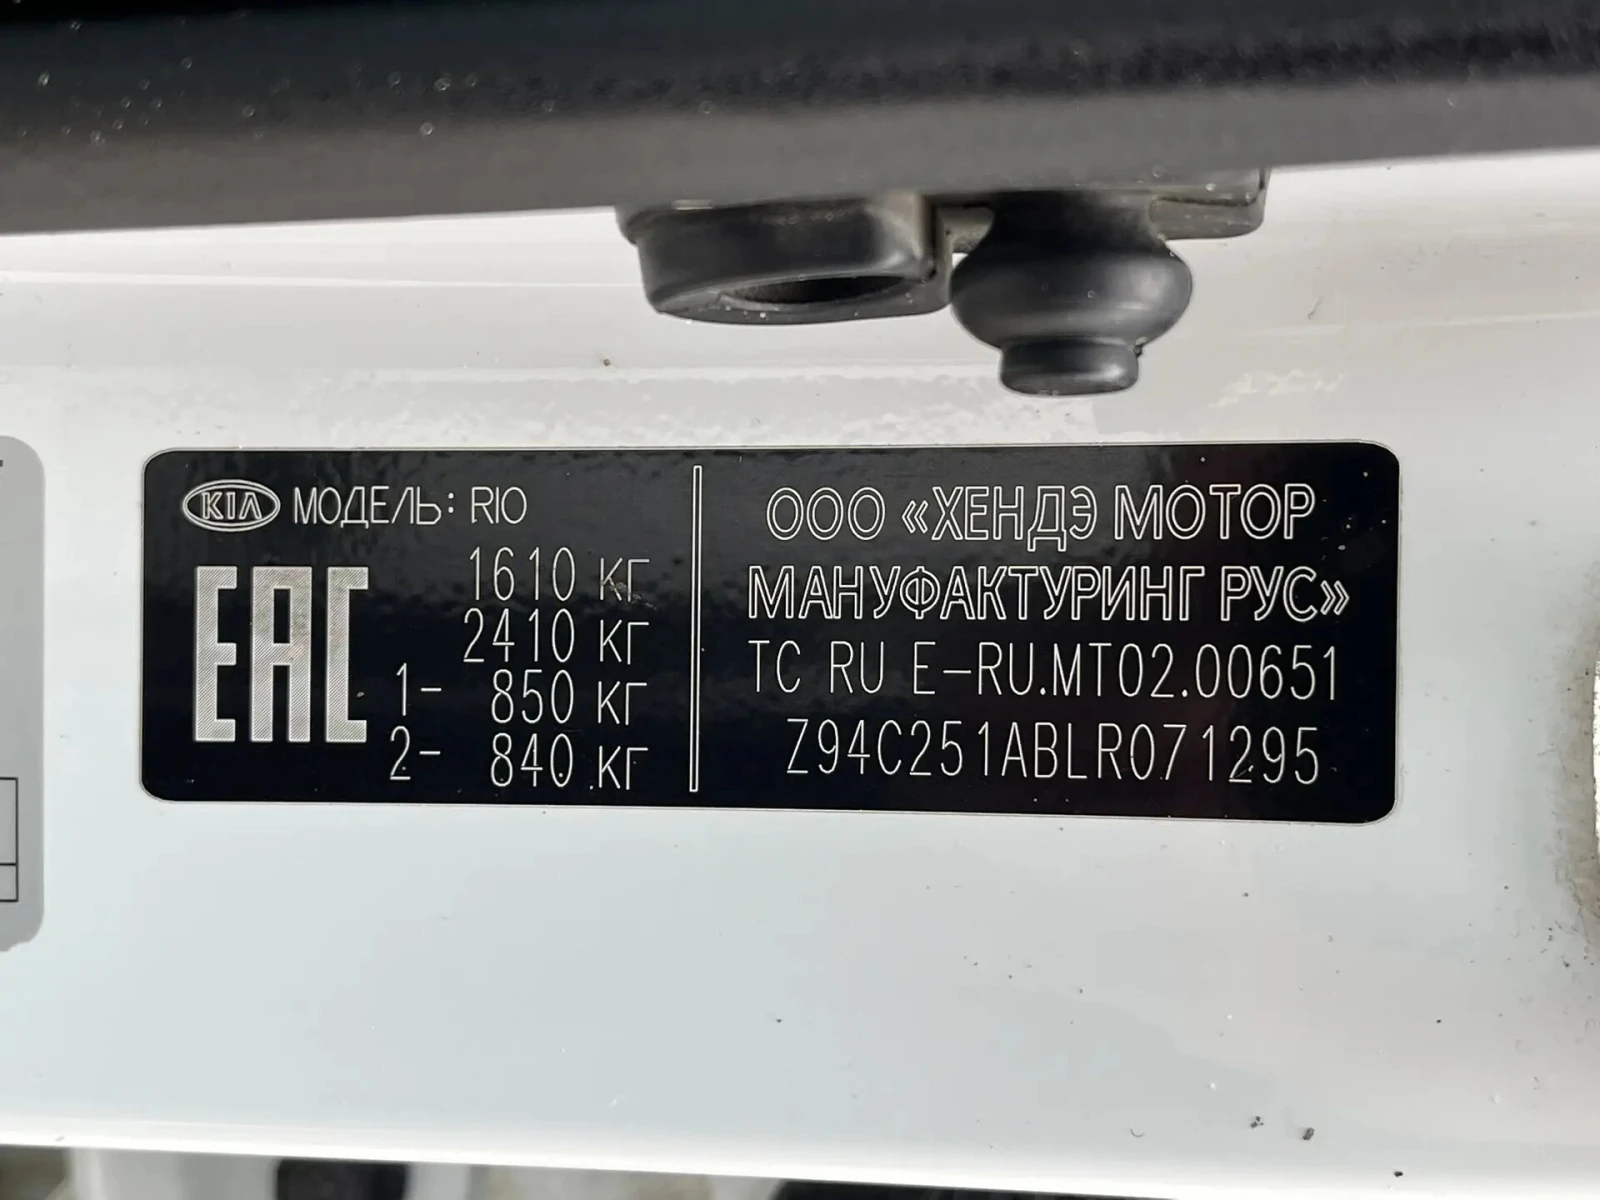 KIA МОДЕЛЬ: RIO
EAC
1610 КГ
2410 КГ
1- 850 КГ
2- 840 КГ
ООО «ХЕНДЭ МОТОР
МАНУФАКТУРИНГ РУС»
ТС RU E-RU.MT02.00651
Z94C251ABLR071295